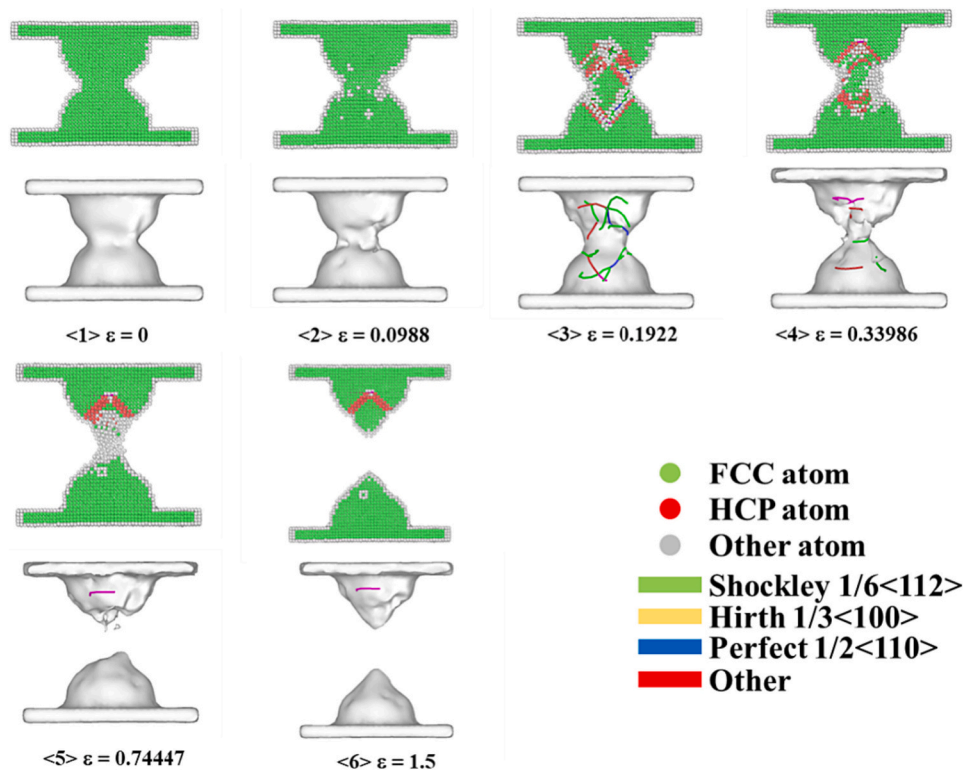 <1> ε = 0
<2> ε = 0.0988
<3> ε = 0.1922
<4> ε = 0.33986
FCC atom
HCP atom
Other atom
Shockley 1/6<112>
Hirth 1/3<100>
Perfect 1/2<110>
Other
<5> ε = 0.74447
<6> ε = 1.5